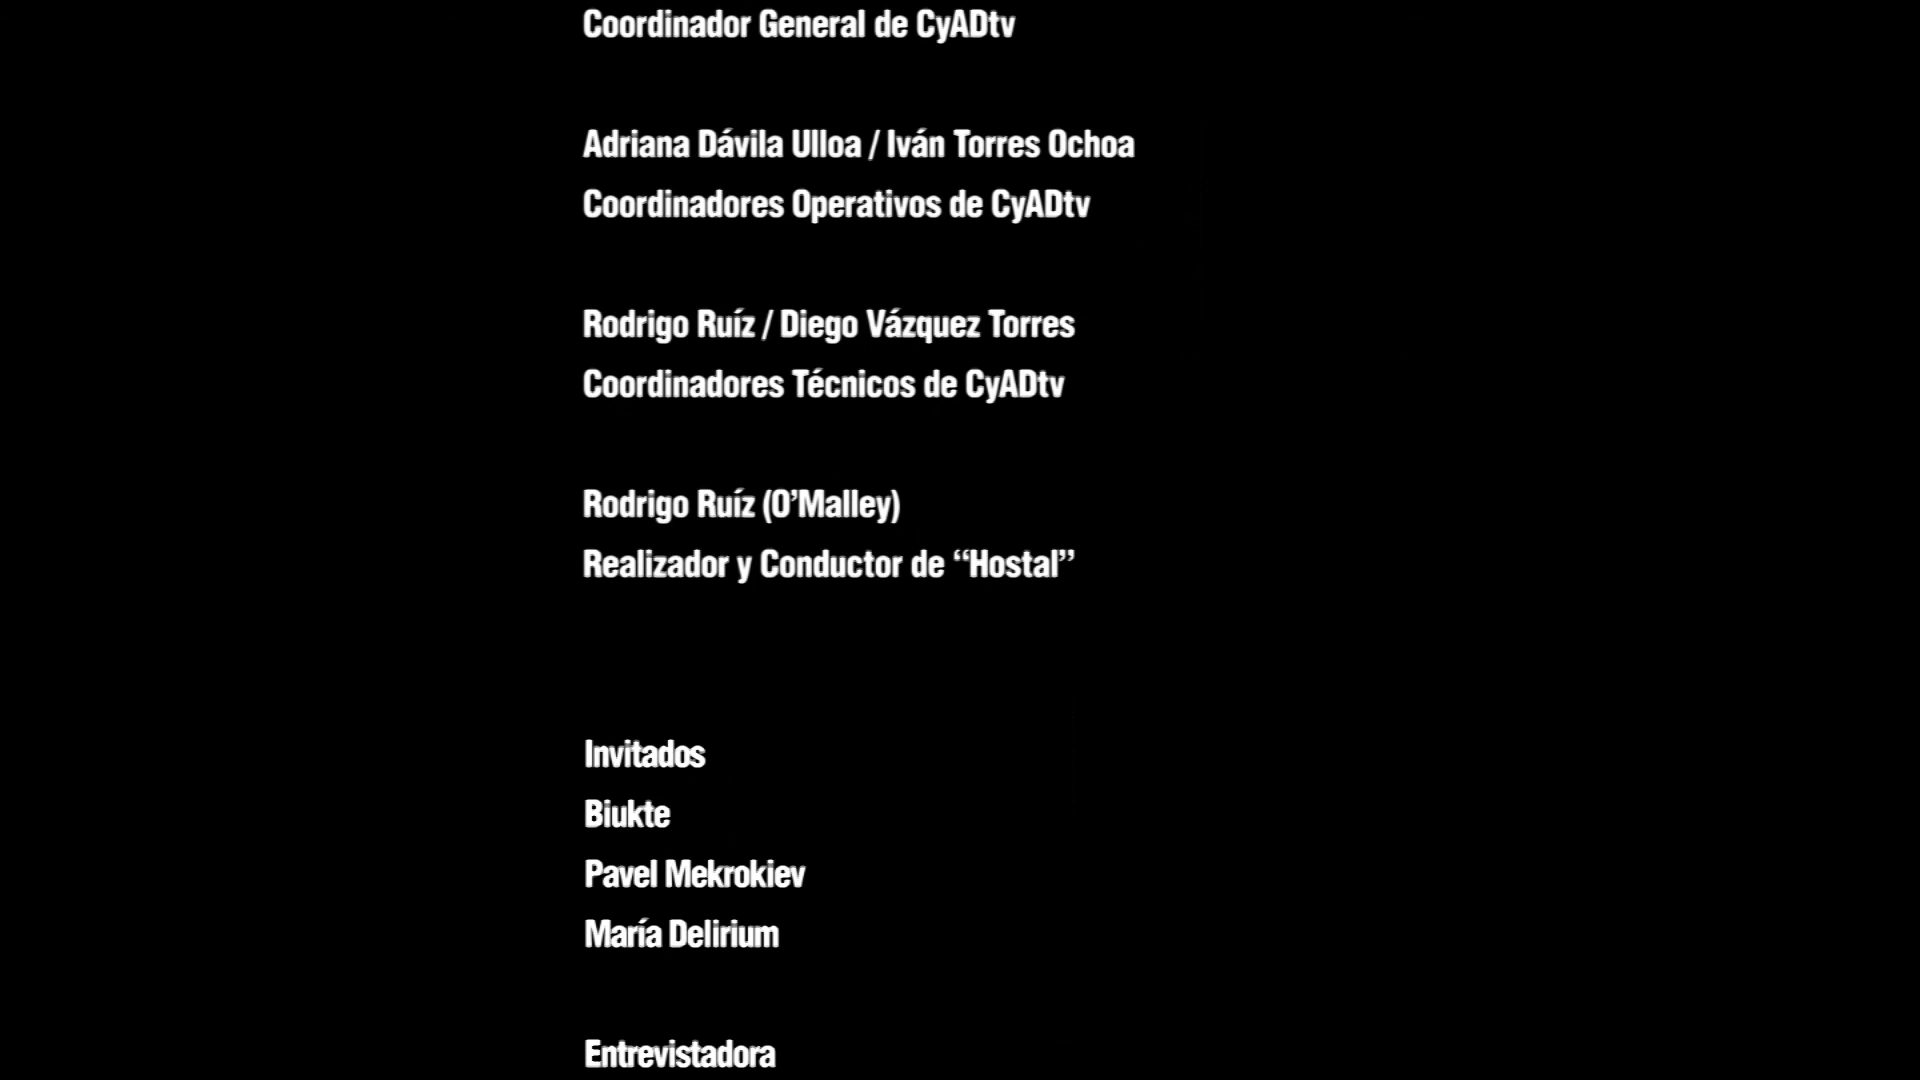 Coordinador General de CyADtv
Adriana Dávila Ulloa / Iván Torres Ochoa
Coordinadores Operativos de CyADtv
Rodrigo Ruíz / Diego Vázquez Torres
Coordinadores Técnicos de CyADtv
Rodrigo Ruíz (O’Malley)
Realizador y Conductor de “Hostal”
Invitados
Biukte
Pavel Mekrokiev
María Delirium
Entrevistadora